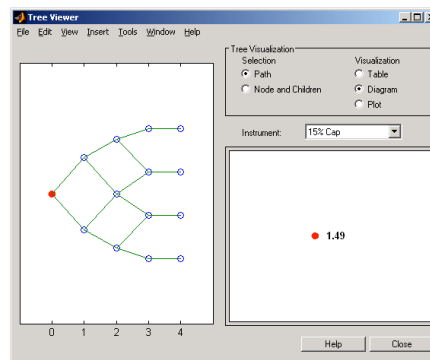 Tree Viewer
File Edit View Insert Tools Window Help
Tree Visualization
Selection
Visualization
Path
Table
Node and Children
Diagram
Plot
Instrument: 15% Cap
1.49
0 1 2 3 4
Help Close